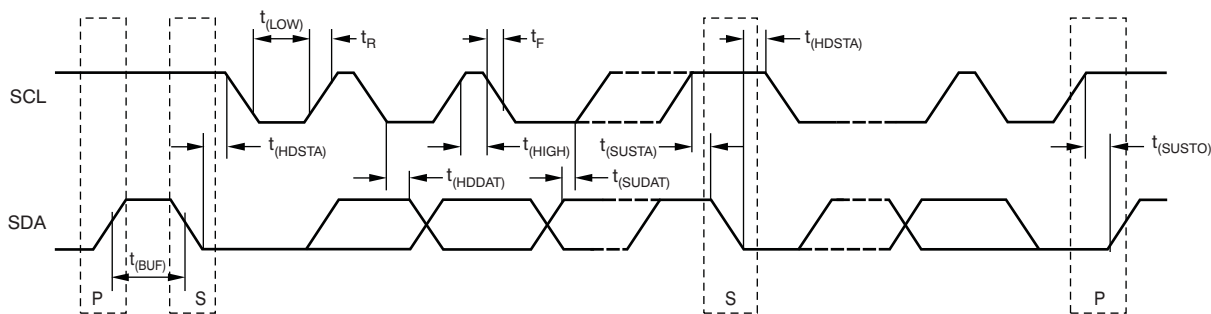 t(LOW)
tR
tF
t(HDSTA)
SCL
t(HDSTA)
t(HIGH)
t(SUSTA)
t(SUSTO)
t(HDDAT)
t(SUDAT)
SDA
t(BUF)
P
S
S
P